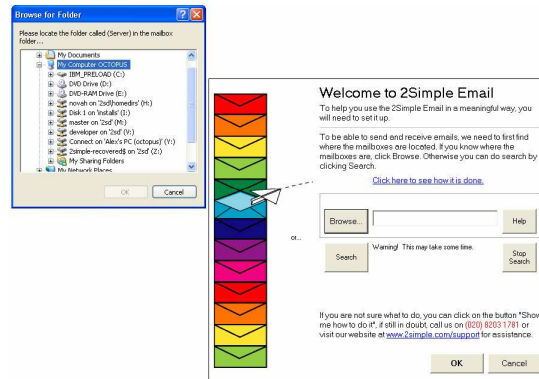 Browse for Folder
Please locate the folder called (Server) in the mailbox
folder...
My Documents
My Computer OCTOPUS
IBM_PRELOAD (C:)
DVD Drive (D:)
DVD-RAM Drive (E:)
novah on '2sdl\homedirs' (H:)
Disk 1 on 'installs' (I:)
master on '2sd' (M:)
developer on '2sd' (V:)
Connect on 'Alex's PC (octopus)' (Y:)
2simple-recovered$ on '2sd' (Z:)
My Sharing Folders
My Network Places
OK
Cancel
Welcome to 2Simple Email
To help you use the 2Simple Email in a meaningful way, you
will need to set it up.
To be able to send and receive emails, we need to first find
where the mailboxes are located. If you know where the
mailboxes are, click Browse. Otherwise you can do search by
clicking Search.
Click here to see how it is done.
Browse...
Help
or...
Search
Warning! This may take some time.
Stop
Search
If you are not sure what to do, you can click on the button "Show
me how to do it", if still in doubt, call us on (020) 8203 1781 or
visit our website at www.2simple.com/support for assistance.
OK
Cancel